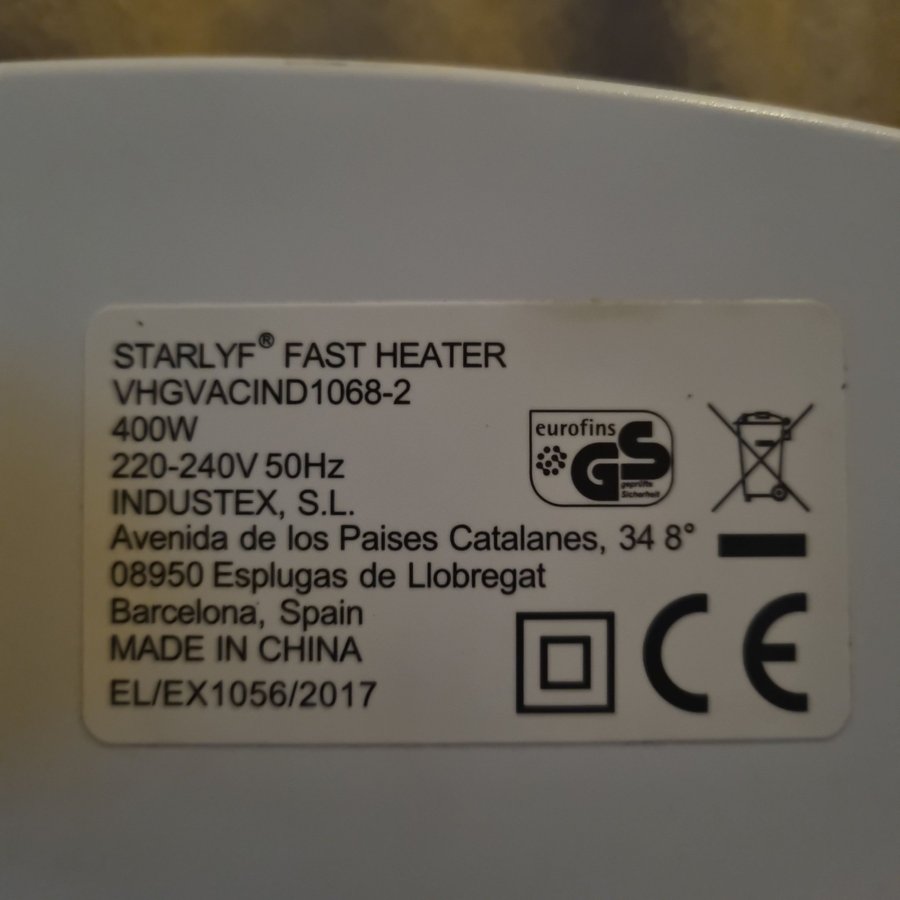 STARLYF® FAST HEATER
VHGVACIND1068-2
400W
220-240V 50Hz
INDUSTEX, S.L.
Avenida de los Paises Catalanes, 34 8°
08950 Esplugas de Llobregat
Barcelona, Spain
MADE IN CHINA
EL/EX1056/2017
eurofins
GS
geprüfte
Sicherheit
CE